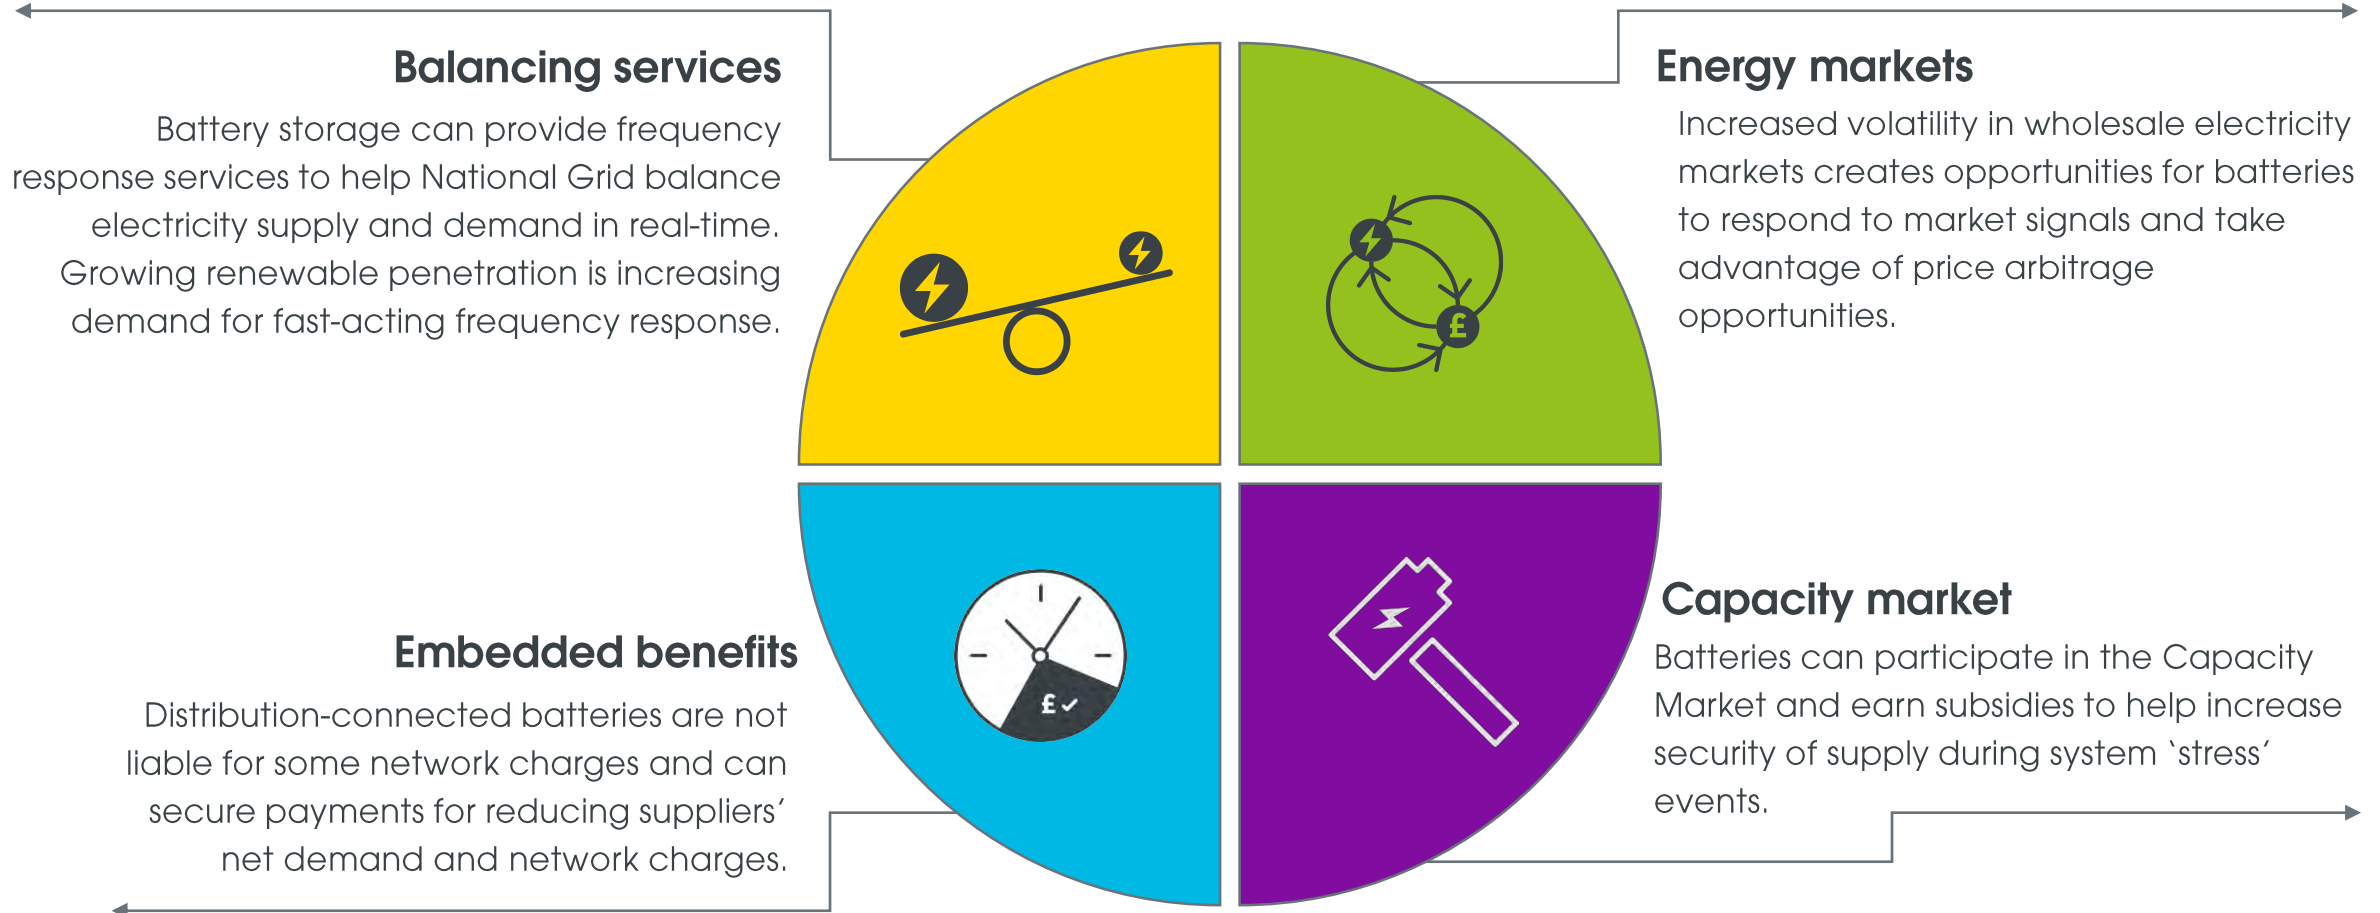 Balancing services
Battery storage can provide frequency
response services to help National Grid balance
electricity supply and demand in real-time.
Growing renewable penetration is increasing
demand for fast-acting frequency response.
Energy markets
Increased volatility in wholesale electricity
markets creates opportunities for batteries
to respond to market signals and take
advantage of price arbitrage
opportunities.
£
£
Embedded benefits
Distribution-connected batteries are not
liable for some network charges and can
secure payments for reducing suppliers’
net demand and network charges.
Capacity market
Batteries can participate in the Capacity
Market and earn subsidies to help increase
security of supply during system ‘stress’
events.